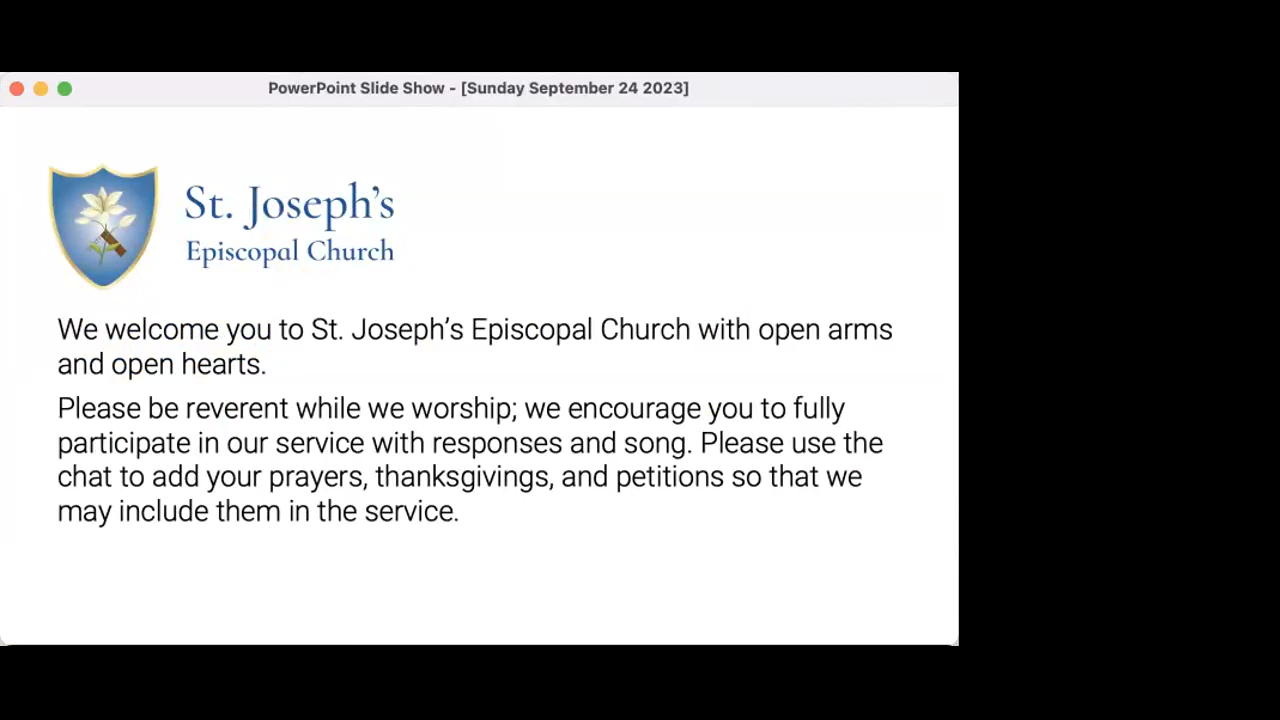 PowerPoint Slide Show - [Sunday September 24 2023]
St. Joseph’s
Episcopal Church
We welcome you to St. Joseph’s Episcopal Church with open arms
and open hearts.
Please be reverent while we worship; we encourage you to fully
participate in our service with responses and song. Please use the
chat to add your prayers, thanksgivings, and petitions so that we
may include them in the service.